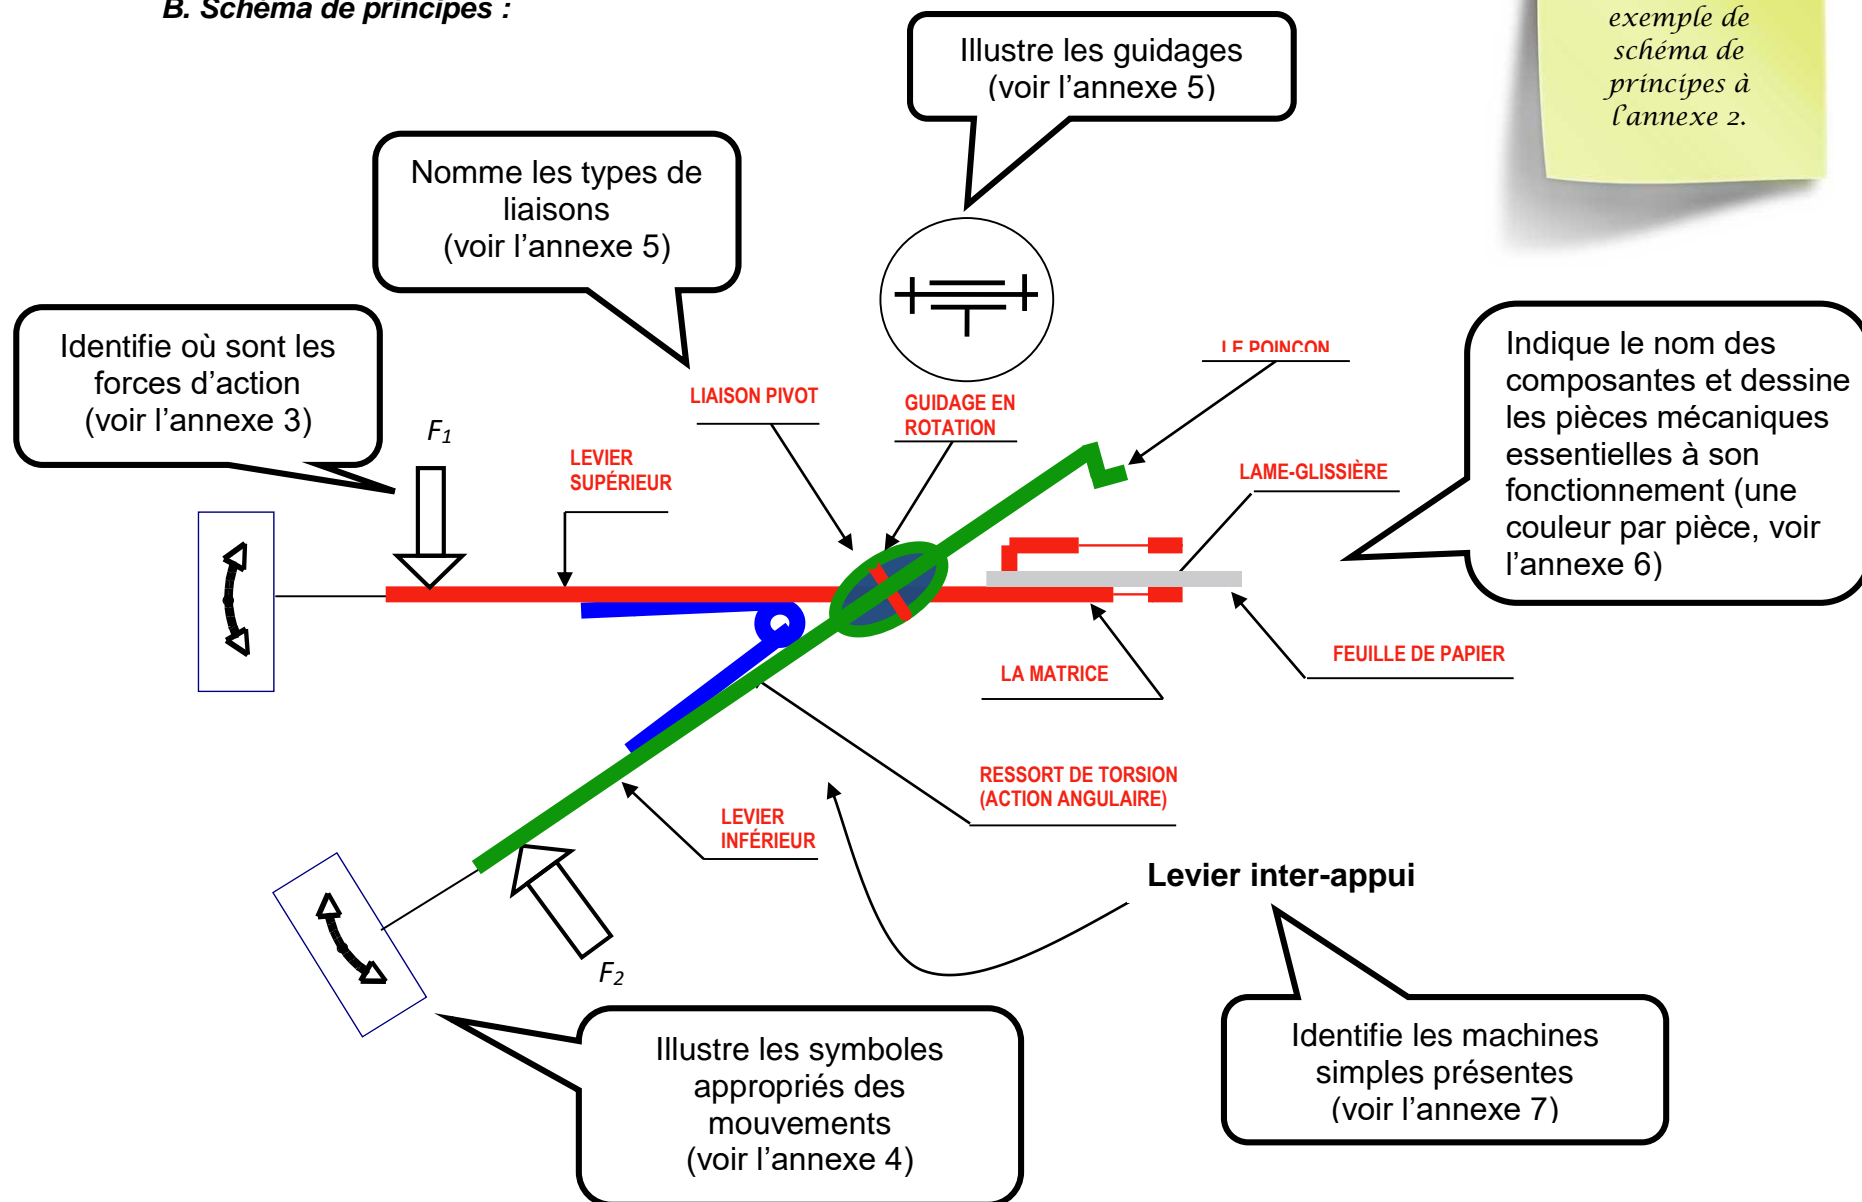 B. Schéma de principes :
exemple de
schéma de
principes à
l'annexe 2.
Illustre les guidages
(voir l'annexe 5)
Nomme les types de
liaisons
(voir l'annexe 5)
Identifie où sont les
forces d'action
(voir l'annexe 3)
Indique le nom des
composantes et dessine
les pièces mécaniques
essentielles à son
fonctionnement (une
couleur par pièce, voir
l'annexe 6)
LE POINÇON
LIAISON PIVOT
GUIDAGE EN
ROTATION
F1
LEVIER
SUPÉRIEUR
LAME-GLISSIÈRE
FEUILLE DE PAPIER
LA MATRICE
RESSORT DE TORSION
(ACTION ANGULAIRE)
LEVIER
INFÉRIEUR
Levier inter-appui
F2
Illustre les symboles
appropriés des
mouvements
(voir l'annexe 4)
Identifie les machines
simples présentes
(voir l'annexe 7)